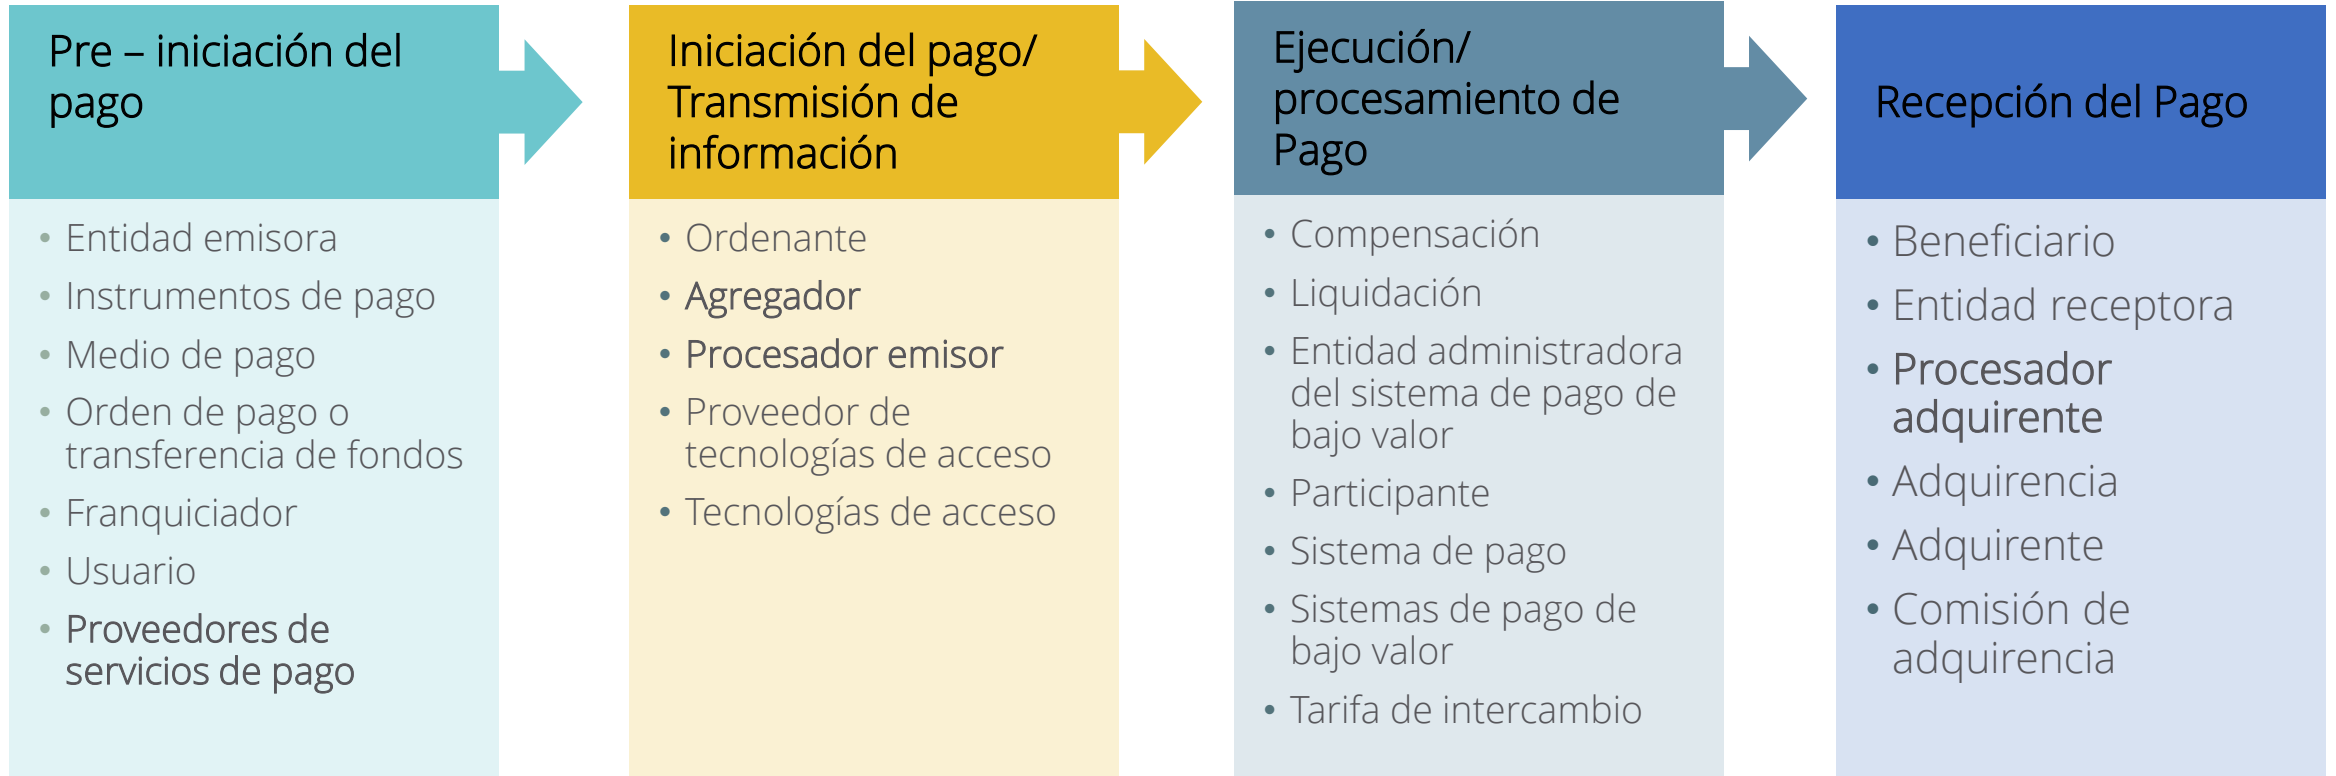 Pre – iniciación del
pago
• Entidad emisora
• Instrumentos de pago
• Medio de pago
• Orden de pago o
transferencia de fondos
• Franquiciador
• Usuario
• Proveedores de
servicios de pago
Iniciación del pago/
Transmisión de
información
• Ordenante
• Agregador
• Procesador emisor
• Proveedor de
tecnologías de acceso
• Tecnologías de acceso
Ejecución/
procesamiento de
Pago
• Compensación
• Liquidación
• Entidad administradora
del sistema de pago de
bajo valor
• Participante
• Sistema de pago
• Sistemas de pago de
bajo valor
• Tarifa de intercambio
Recepción del Pago
• Beneficiario
• Entidad receptora
• Procesador
adquirente
• Adquirencia
• Adquirente
• Comisión de
adquirencia